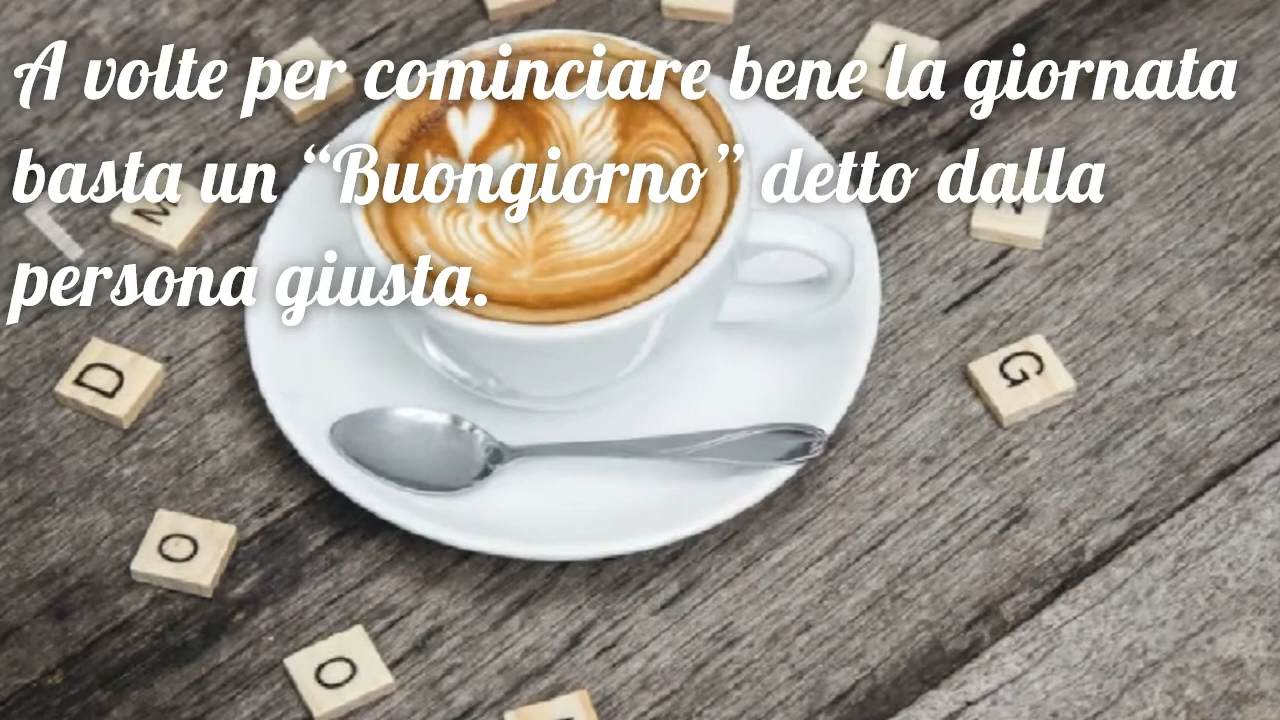 A volte per cominciare bene la giornata
basta un “Buongiorno” detto dalla
persona giusta.
M
N
D
G
O
O